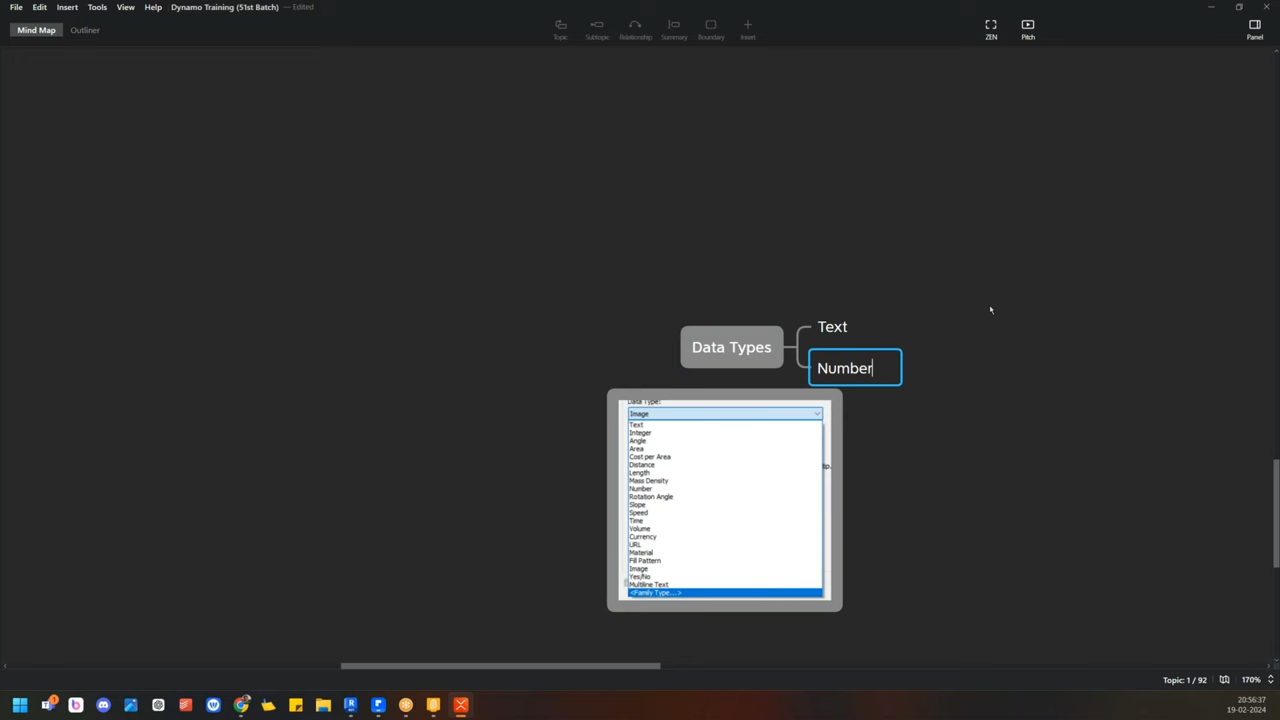 File Edit Insert Tools View Help Dynamo Training (51st Batch) — Edited
Mind Map Outliner
Topic Subtopic Relationship Summary Boundary Insert
ZEN Pitch
Panel
Text
Data Types
Number
Data Type:
Image
Text
Integer
Angle
Area
Cost per Area
Distance
Length
Mass Density
Number
Rotation Angle
Slope
Speed
Time
Volume
Currency
URL
Material
Fill Pattern
Image
Yes/No
Multiline Text
<Family Type...>
Topic: 1 / 92 170%
20:56:37
19-02-2024